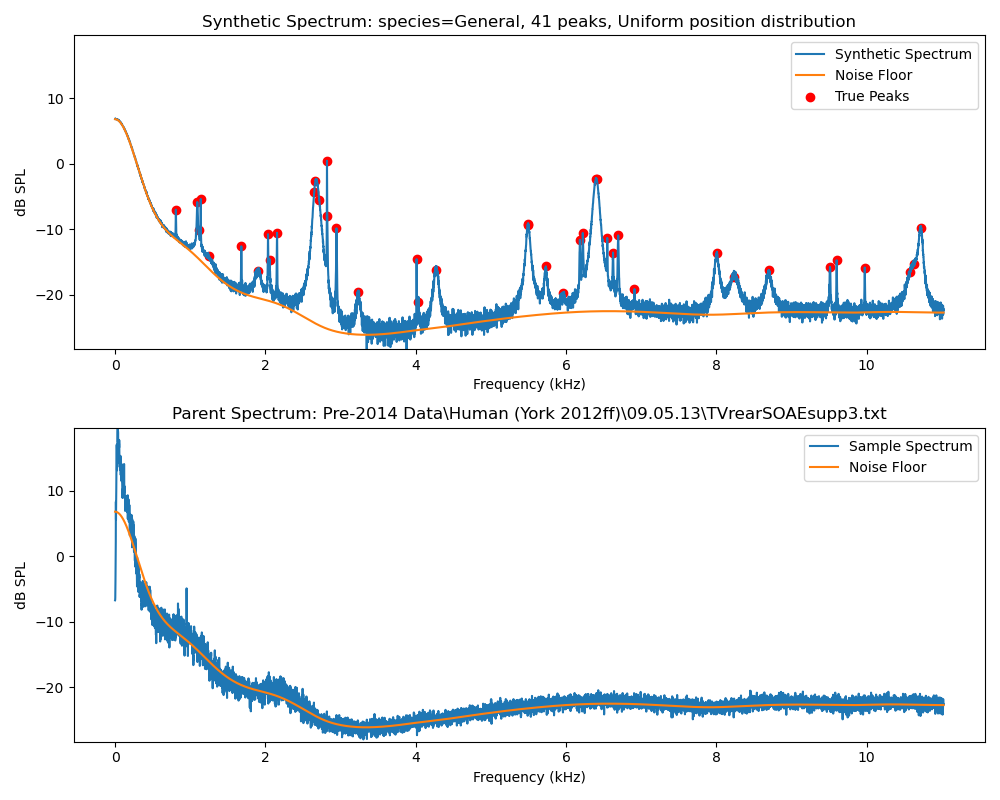 Synthetic Spectrum: species=General, 41 peaks, Uniform position distribution
10
0
−10
−20
dB SPL
Synthetic Spectrum
Noise Floor
True Peaks
0 2 4 6 8 10
Frequency (kHz)
Parent Spectrum: Pre-2014 Data\Human (York 2012ff)\09.05.13\TVrearSOAEsupp3.txt
10
0
−10
−20
dB SPL
Sample Spectrum
Noise Floor
0 2 4 6 8 10
Frequency (kHz)